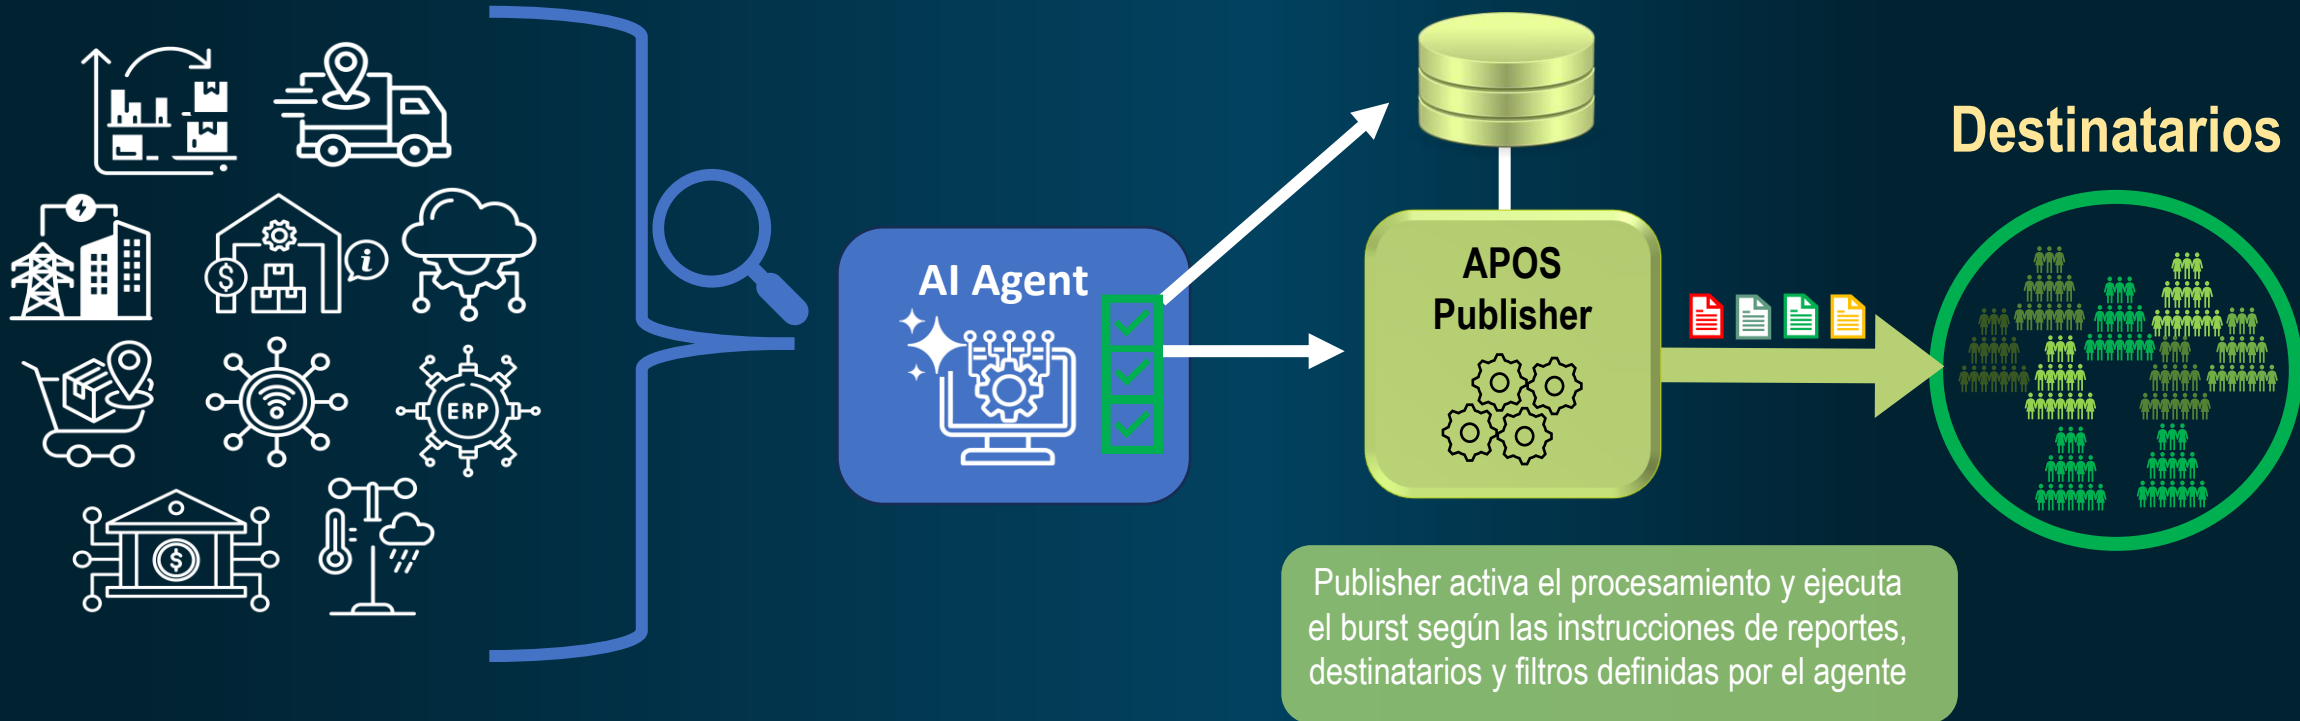 Destinatarios
AI Agent
APOS
Publisher
$
i
ERP
$
Publisher activa el procesamiento y ejecuta
el burst según las instrucciones de reportes,
destinatarios y filtros definidas por el agente